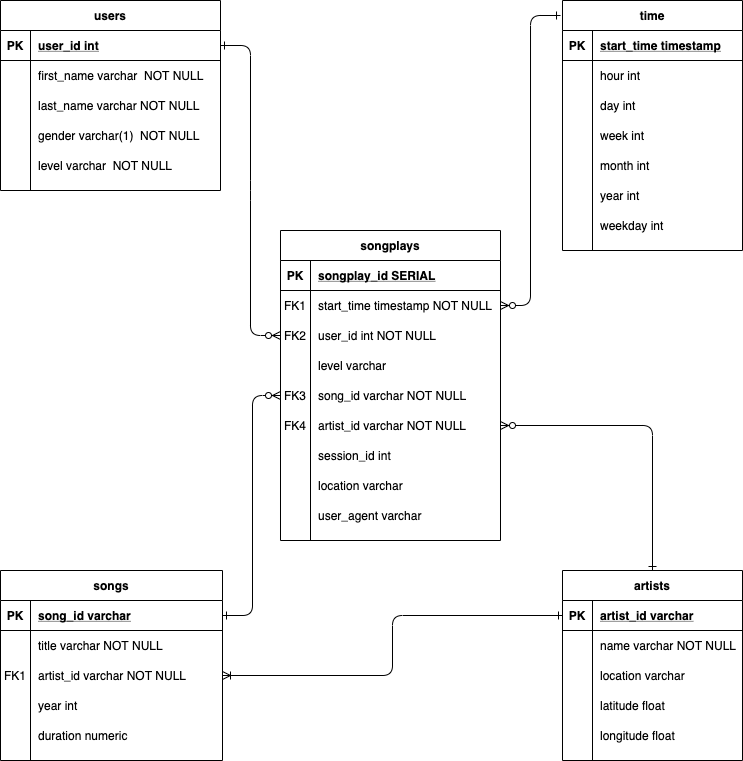 users
PK user_id int
first_name varchar  NOT NULL
last_name varchar NOT NULL
gender varchar(1)  NOT NULL
level varchar  NOT NULL
time
PK start_time timestamp
hour int
day int
week int
month int
year int
weekday int
songplays
PK songplay_id SERIAL
FK1 start_time timestamp NOT NULL
FK2 user_id int NOT NULL
level varchar
FK3 song_id varchar NOT NULL
FK4 artist_id varchar NOT NULL
session_id int
location varchar
user_agent varchar
songs
PK song_id varchar
title varchar NOT NULL
FK1 artist_id varchar NOT NULL
year int
duration numeric
artists
PK artist_id varchar
name varchar NOT NULL
location varchar
latitude float
longitude float